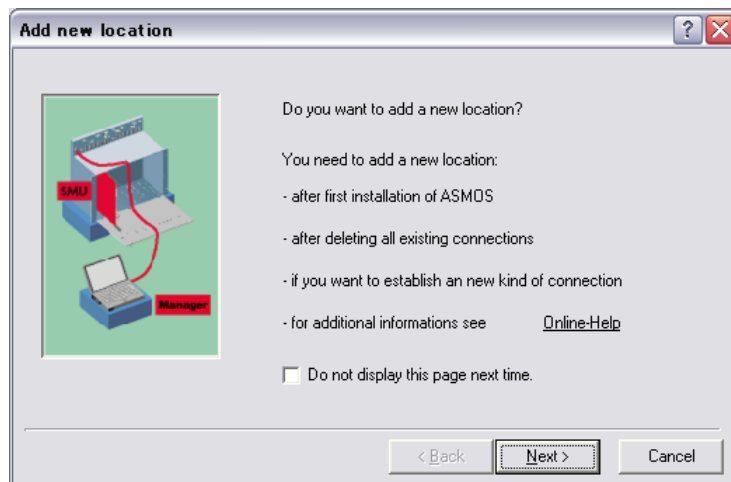 Add new location
Do you want to add a new location?
You need to add a new location:
- after first installation of ASMOS
- after deleting all existing connections
- if you want to establish an new kind of connection
- for additional informations see Online-Help
Do not display this page next time.
SMU
Manager
< Back
Next >
Cancel